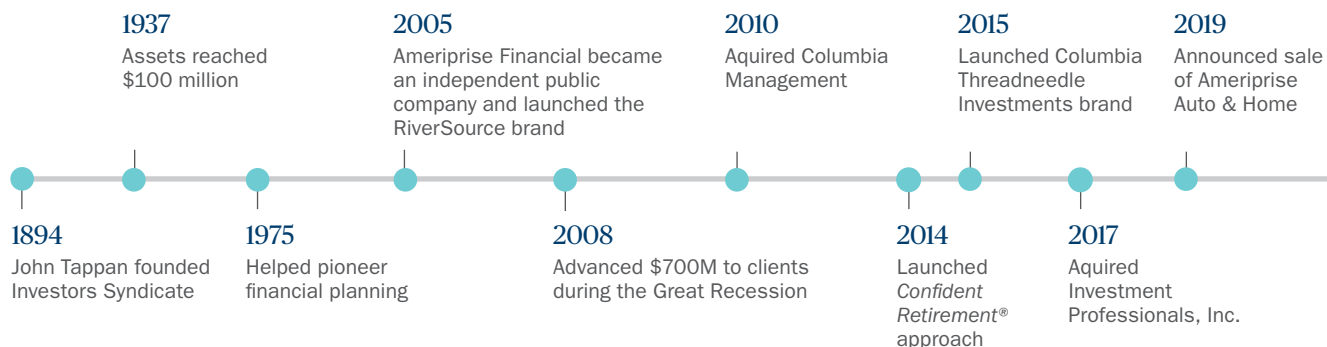 1937
Assets reached
$100 million
2005
Ameriprise Financial became
an independent public
company and launched the
RiverSource brand
2010
Aquired Columbia
Management
2015
Launched Columbia
Threadneedle
Investments brand
2019
Announced sale
of Ameriprise
Auto & Home
1894
John Tappan founded
Investors Syndicate
1975
Helped pioneer
financial planning
2008
Advanced $700M to clients
during the Great Recession
2014
Launched
Confident
Retirement®
approach
2017
Aquired
Investment
Professionals, Inc.